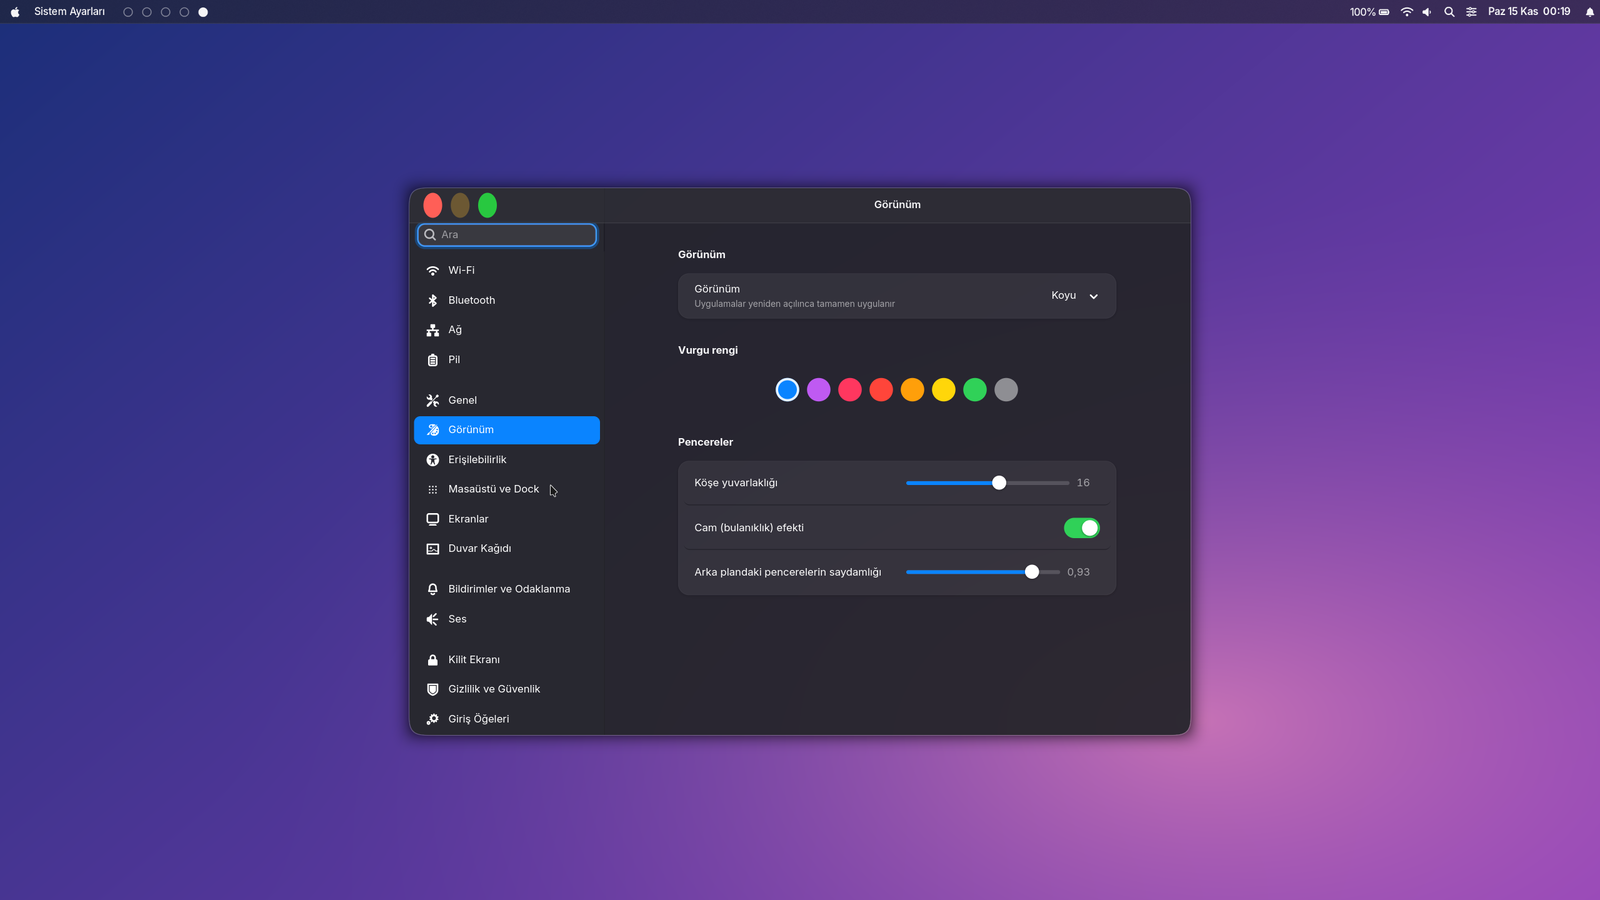 Sistem Ayarları
100%
Paz 15 Kas 00:19
Görünüm
Ara
Wi-Fi
Bluetooth
Ağ
Pil
Genel
Görünüm
Erişilebilirlik
Masaüstü ve Dock
Ekranlar
Duvar Kağıdı
Bildirimler ve Odaklanma
Ses
Kilit Ekranı
Gizlilik ve Güvenlik
Giriş Öğeleri
Görünüm
Görünüm
Uygulamalar yeniden açılınca tamamen uygulanır
Koyu
Vurgu rengi
Pencereler
Köşe yuvarlaklığı
16
Cam (bulanıklık) efekti
Arka plandaki pencerelerin saydamlığı
0,93